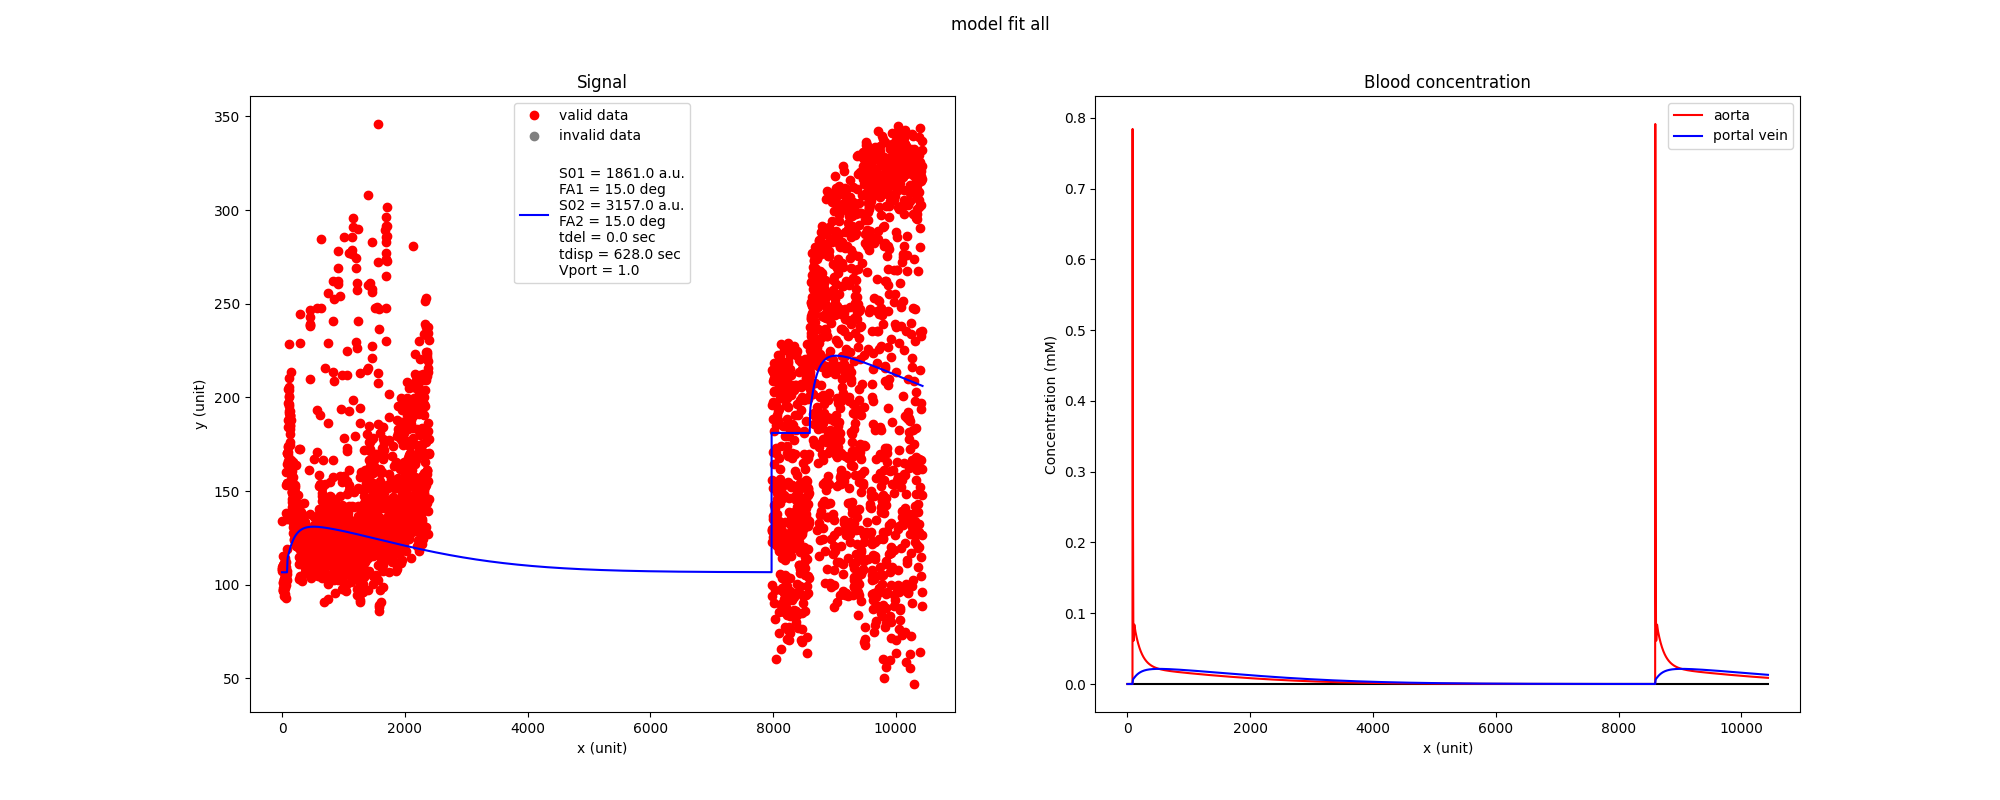 model fit all
Signal
350
300
250
200
150
100
50
y (unit)
valid data
invalid data
S01 = 1861.0 a.u.
FA1 = 15.0 deg
S02 = 3157.0 a.u.
FA2 = 15.0 deg
tdel = 0.0 sec
tdisp = 628.0 sec
Vport = 1.0
0 2000 4000 6000 8000 10000
x (unit)
Blood concentration
0.8
0.7
0.6
0.5
0.4
0.3
0.2
0.1
0.0
Concentration (mM)
aorta
portal vein
0 2000 4000 6000 8000 10000
x (unit)